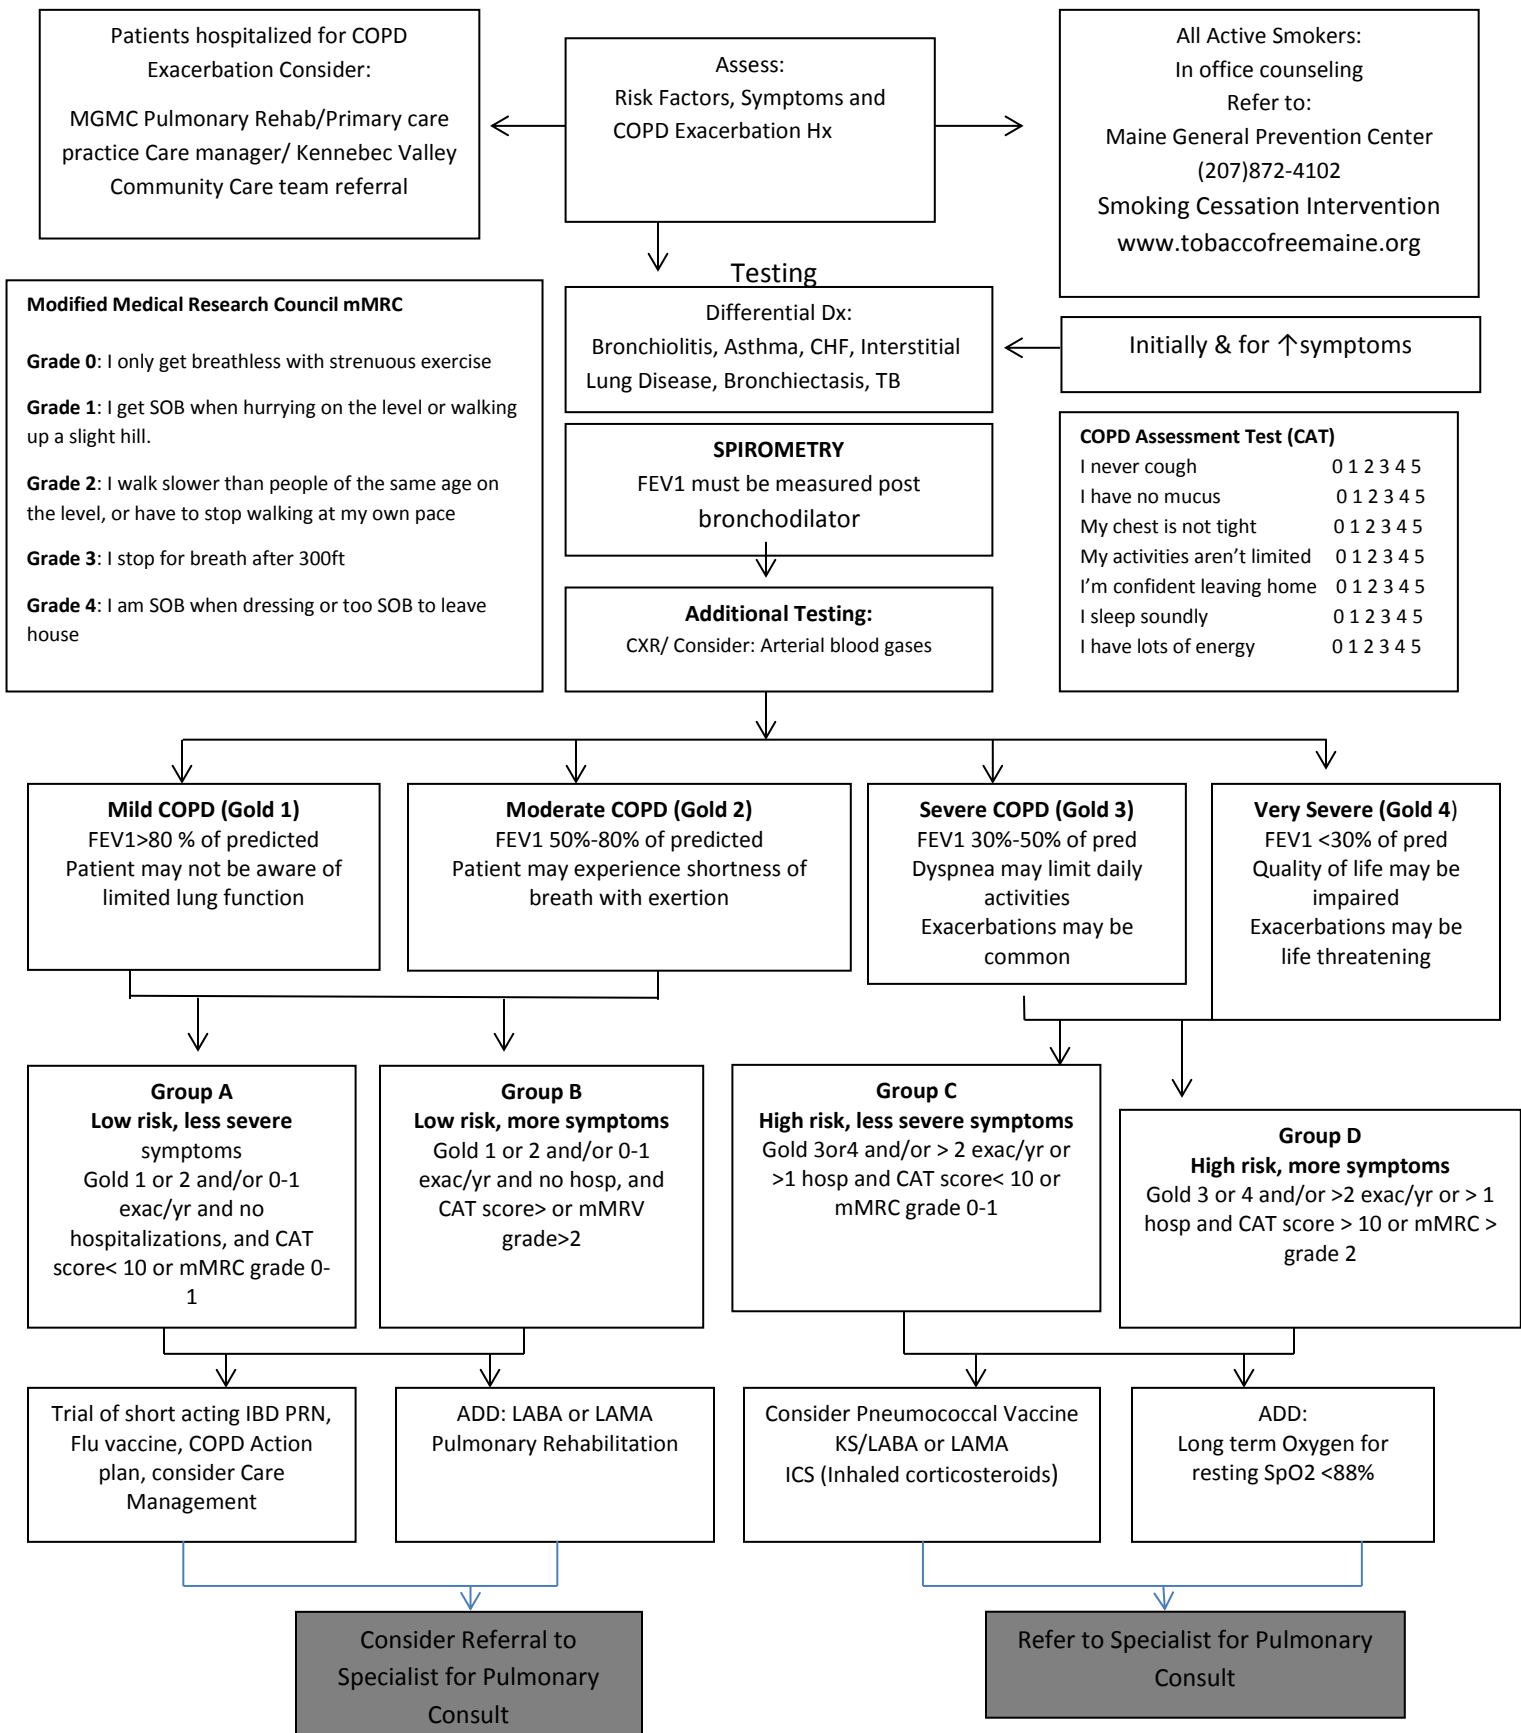 Patients hospitalized for COPD
Exacerbation Consider:
MGMC Pulmonary Rehab/Primary care
practice Care manager/ Kennebec Valley
Community Care team referral
Assess:
Risk Factors, Symptoms and
COPD Exacerbation Hx
All Active Smokers:
In office counseling
Refer to:
Maine General Prevention Center
(207)872-4102
Smoking Cessation Intervention
www.tobaccofreemaine.org
Testing
Modified Medical Research Council mMRC
Grade 0: I only get breathless with strenuous exercise
Grade 1: I get SOB when hurrying on the level or walking
up a slight hill.
Grade 2: I walk slower than people of the same age on
the level, or have to stop walking at my own pace
Grade 3: I stop for breath after 300ft
Grade 4: I am SOB when dressing or too SOB to leave
house
Differential Dx:
Bronchiolitis, Asthma, CHF, Interstitial
Lung Disease, Bronchiectasis, TB
Initially & for ↑symptoms
SPIROMETRY
FEV1 must be measured post
bronchodilator
Additional Testing:
CXR/ Consider: Arterial blood gases
COPD Assessment Test (CAT)
I never cough 0 1 2 3 4 5
I have no mucus 0 1 2 3 4 5
My chest is not tight 0 1 2 3 4 5
My activities aren't limited 0 1 2 3 4 5
I'm confident leaving home 0 1 2 3 4 5
I sleep soundly 0 1 2 3 4 5
I have lots of energy 0 1 2 3 4 5
Mild COPD (Gold 1)
FEV1>80 % of predicted
Patient may not be aware of
limited lung function
Moderate COPD (Gold 2)
FEV1 50%-80% of predicted
Patient may experience shortness of
breath with exertion
Severe COPD (Gold 3)
FEV1 30%-50% of pred
Dyspnea may limit daily
activities
Exacerbations may be
common
Very Severe (Gold 4)
FEV1 <30% of pred
Quality of life may be
impaired
Exacerbations may be
life threatening
Group A
Low risk, less severe
symptoms
Gold 1 or 2 and/or 0-1
exac/yr and no
hospitalizations, and CAT
score< 10 or mMRC grade 0-
1
Group B
Low risk, more symptoms
Gold 1 or 2 and/or 0-1
exac/yr and no hosp, and
CAT score> or mMRV
grade>2
Group C
High risk, less severe symptoms
Gold 3or4 and/or > 2 exac/yr or
>1 hosp and CAT score< 10 or
mMRC grade 0-1
Group D
High risk, more symptoms
Gold 3 or 4 and/or >2 exac/yr or > 1
hosp and CAT score > 10 or mMRC >
grade 2
Trial of short acting IBD PRN,
Flu vaccine, COPD Action
plan, consider Care
Management
ADD: LABA or LAMA
Pulmonary Rehabilitation
Consider Pneumococcal Vaccine
KS/LABA or LAMA
ICS (Inhaled corticosteroids)
ADD:
Long term Oxygen for
resting SpO2 <88%
Consider Referral to
Specialist for Pulmonary
Consult
Refer to Specialist for Pulmonary
Consult